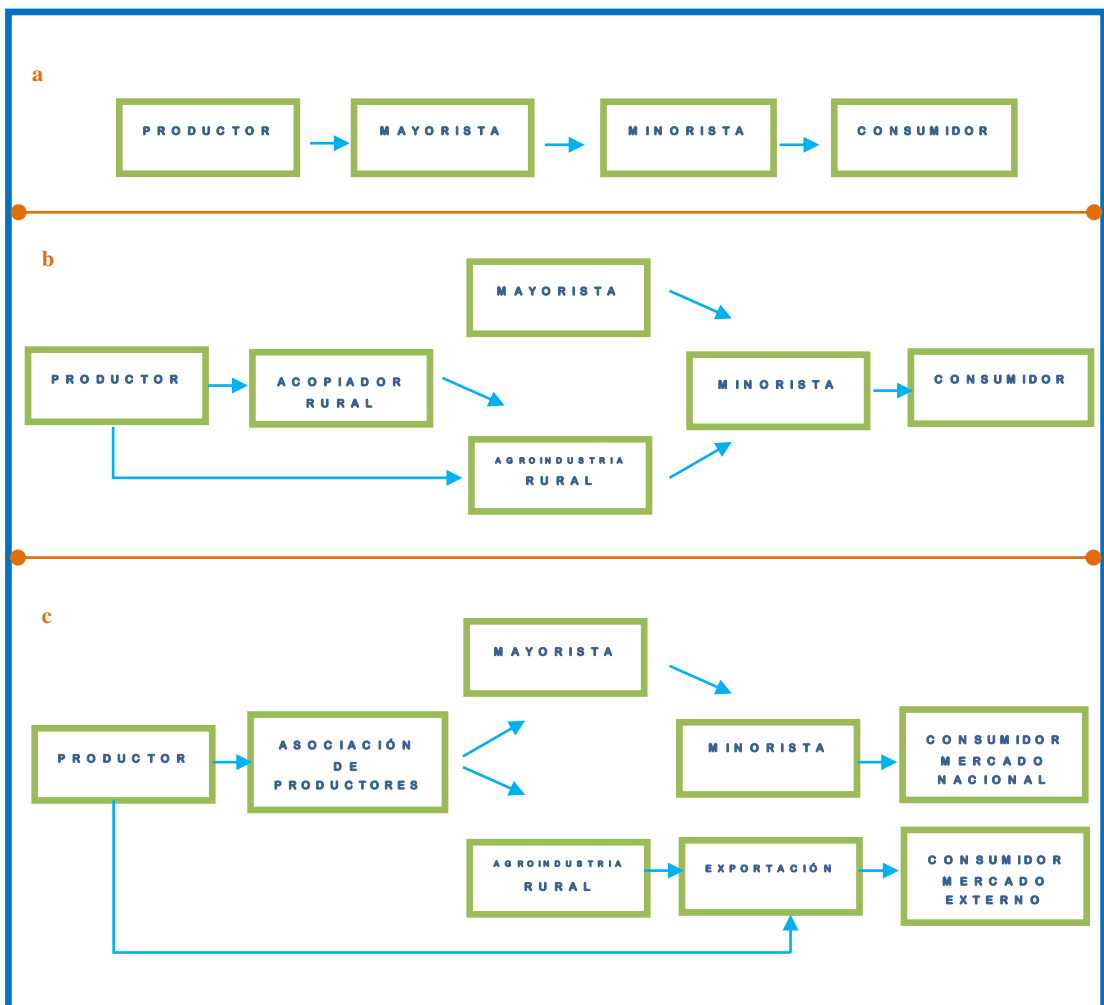 a
PRODUCTOR
MAYORISTA
MINORISTA
CONSUMIDOR
b
MAYORISTA
PRODUCTOR
ACOPIADOR
RURAL
MINORISTA
CONSUMIDOR
AGROINDUSTRIA
RURAL
c
MAYORISTA
PRODUCTOR
ASOCIACIÓN
DE
PRODUCTORES
MINORISTA
CONSUMIDOR
MERCADO
NACIONAL
AGROINDUSTRIA
RURAL
EXPORTACIÓN
CONSUMIDOR
MERCADO
EXTERNO